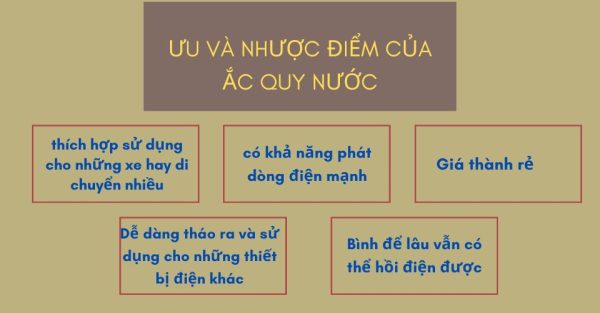 ƯU VÀ NHƯỢC ĐIỂM CỦA
ẮC QUY NƯỚC
thích hợp sử dụng
cho những xe hay di
chuyển nhiều
có khả năng phát
dòng điện mạnh
Giá thành rẻ
Dễ dàng tháo ra và sử
dụng cho những thiết
bị điện khác
Bình để lâu vẫn có
thể hồi điện được